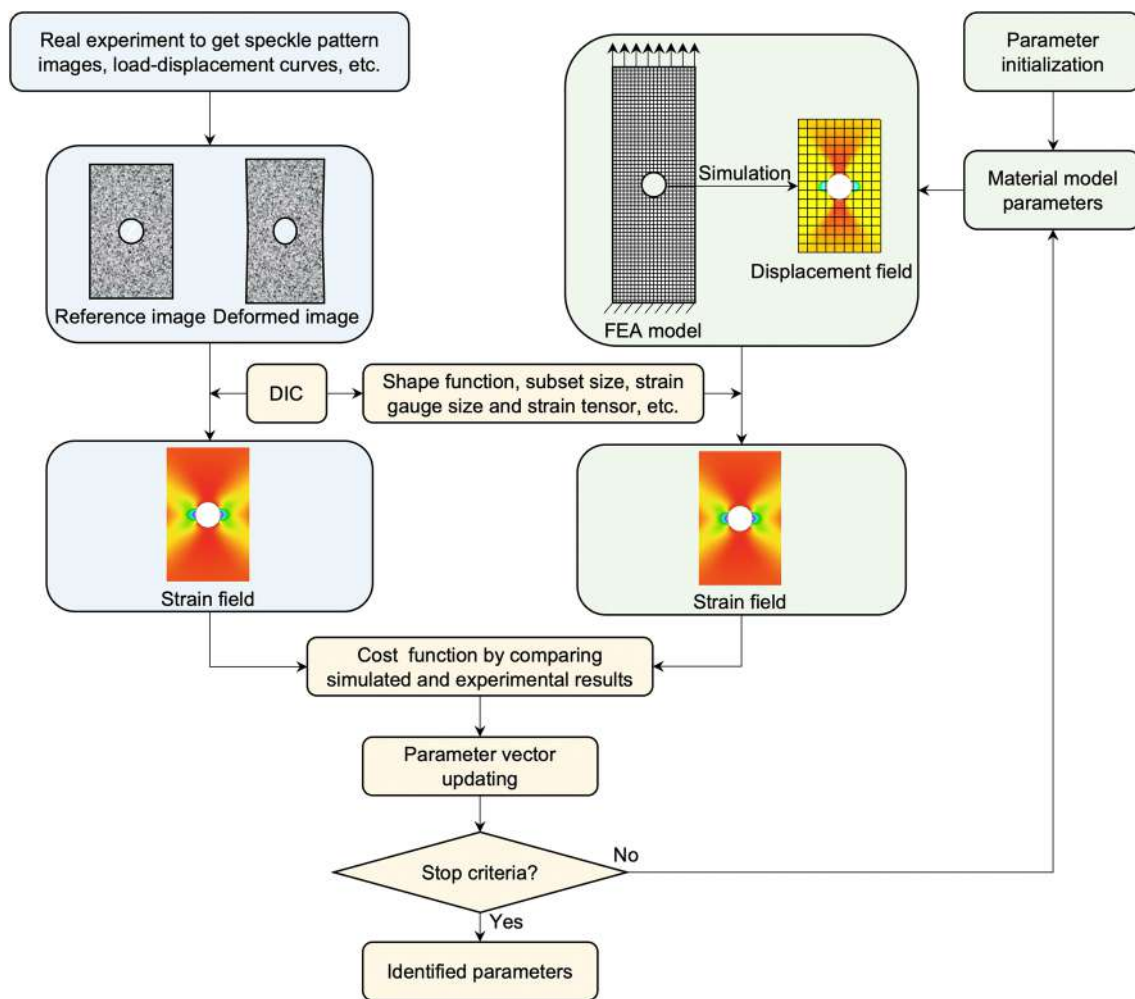 Real experiment to get speckle pattern
images, load-displacement curves, etc.
Parameter
initialization
Simulation
Material model
parameters
Displacement field
Reference image
Deformed image
FEA model
DIC
Shape function, subset size, strain
gauge size and strain tensor, etc.
Strain field
Strain field
Cost function by comparing
simulated and experimental results
Parameter vector
updating
Stop criteria?
No
Yes
Identified parameters